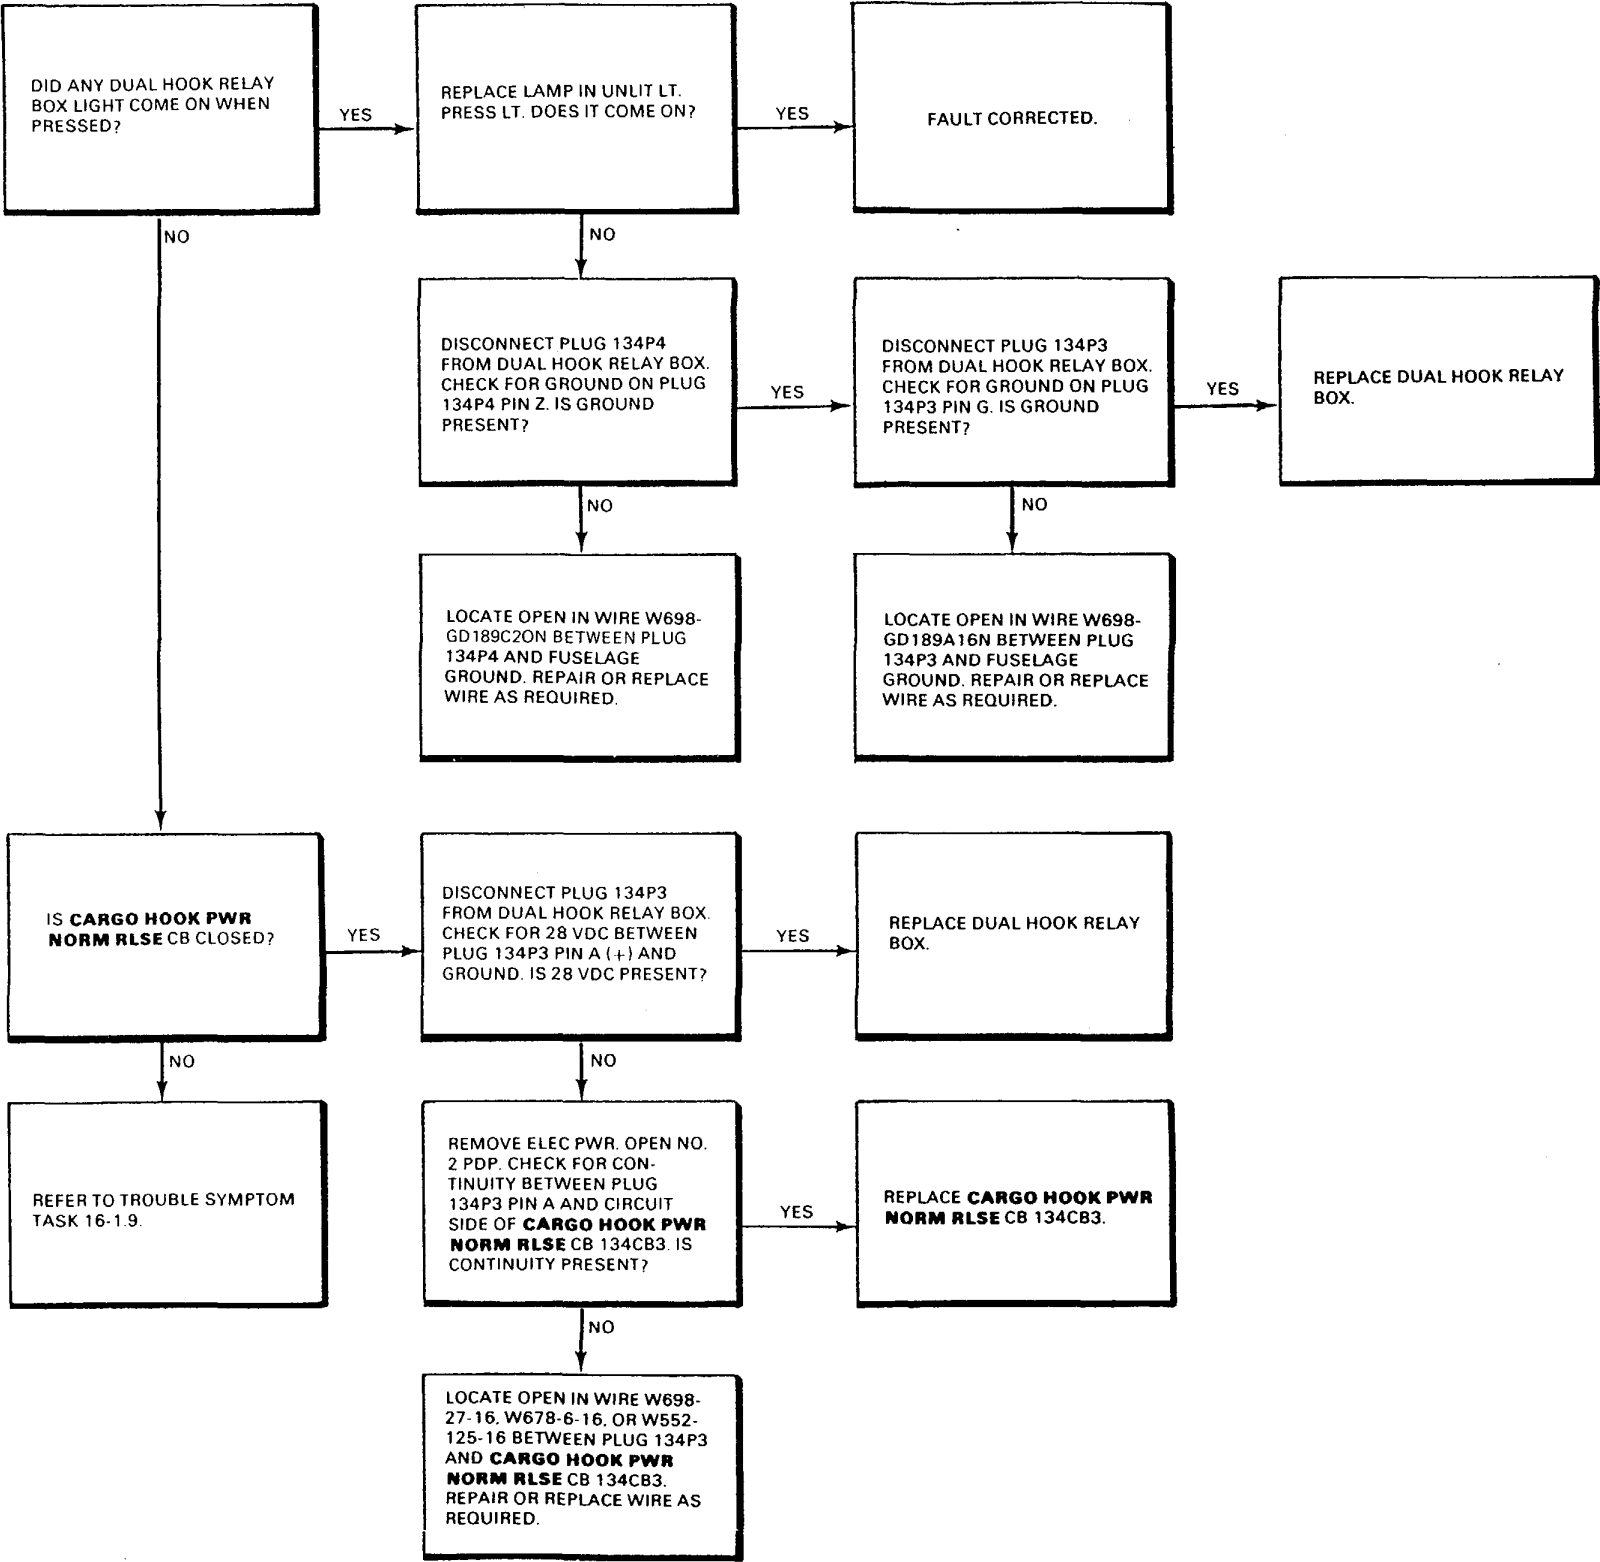 DID ANY DUAL HOOK RELAY
BOX LIGHT COME ON WHEN
PRESSED?
YES
REPLACE LAMP IN UNLIT LT.
PRESS LT. DOES IT COME ON?
YES
FAULT CORRECTED.
NO
NO
DISCONNECT PLUG 134P4
FROM DUAL HOOK RELAY BOX.
CHECK FOR GROUND ON PLUG
134P4 PIN Z. IS GROUND
PRESENT?
YES
DISCONNECT PLUG 134P3
FROM DUAL HOOK RELAY BOX.
CHECK FOR GROUND ON PLUG
134P3 PIN G. IS GROUND
PRESENT?
YES
REPLACE DUAL HOOK RELAY
BOX.
NO
NO
LOCATE OPEN IN WIRE W698-
GD189C2ON BETWEEN PLUG
134P4 AND FUSELAGE
GROUND. REPAIR OR REPLACE
WIRE AS REQUIRED.
LOCATE OPEN IN WIRE W698-
GD189A16N BETWEEN PLUG
134P3 AND FUSELAGE
GROUND. REPAIR OR REPLACE
WIRE AS REQUIRED.
IS CARGO HOOK PWR
NORM RLSE CB CLOSED?
YES
DISCONNECT PLUG 134P3
FROM DUAL HOOK RELAY BOX.
CHECK FOR 28 VDC BETWEEN
PLUG 134P3 PIN A (+) AND
GROUND. IS 28 VDC PRESENT?
YES
REPLACE DUAL HOOK RELAY
BOX.
NO
NO
REFER TO TROUBLE SYMPTOM
TASK 16-1.9.
REMOVE ELEC PWR. OPEN NO.
2 PDP. CHECK FOR CON-
TINUITY BETWEEN PLUG
134P3 PIN A AND CIRCUIT
SIDE OF CARGO HOOK PWR
NORM RLSE CB 134CB3. IS
CONTINUITY PRESENT?
YES
REPLACE CARGO HOOK PWR
NORM RLSE CB 134CB3.
NO
LOCATE OPEN IN WIRE W698-
27-16, W678-6-16, OR W552-
125-16 BETWEEN PLUG 134P3
AND CARGO HOOK PWR
NORM RLSE CB 134CB3.
REPAIR OR REPLACE WIRE AS
REQUIRED.